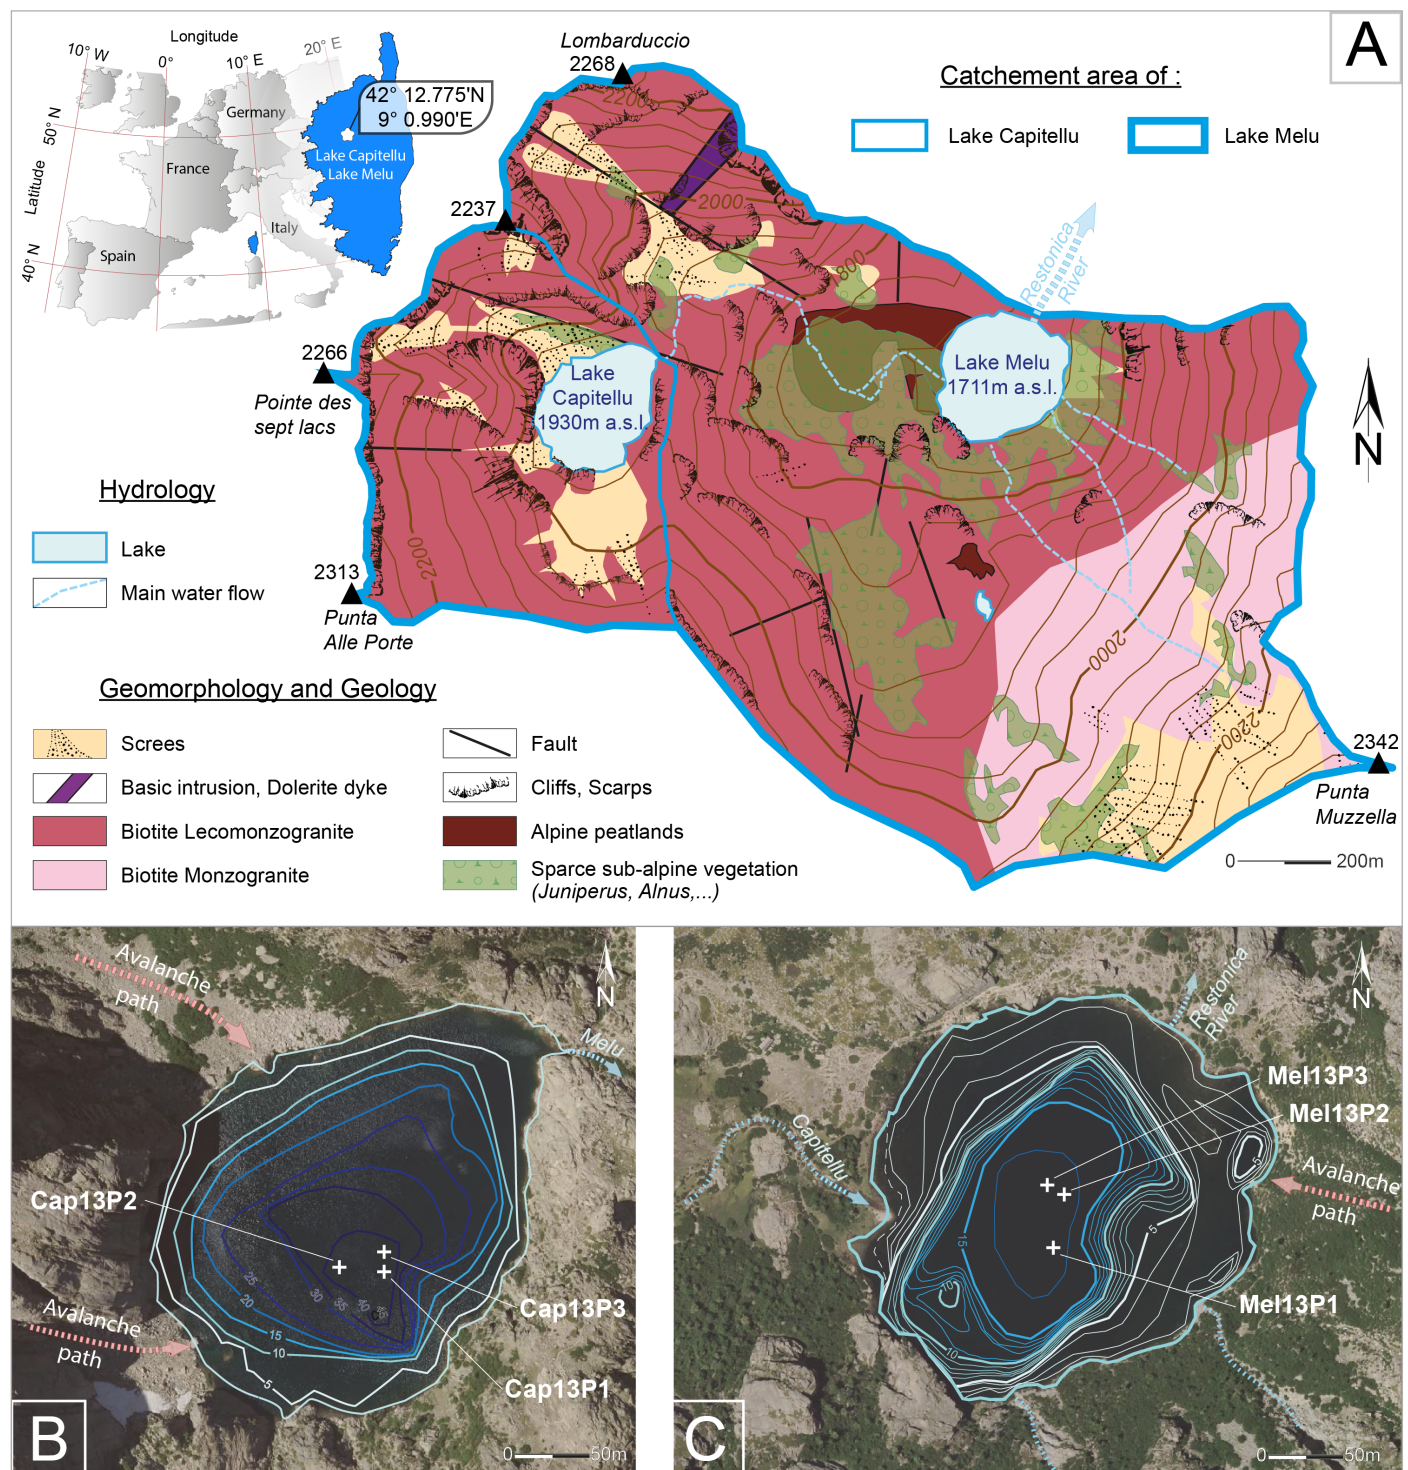 A
Longitude
10° W
0°
10° E
20° E
Latitude
50° N
40° N
42° 12.775'N
9° 0.990'E
Germany
France
Italy
Spain
Lake Capitellu
Lake Melu
Lombarduccio
2268
2237
2266
Pointe des
sept lacs
2313
Punta
Alle Porte
2342
Punta
Muzzella
Catchement area of :
Lake Capitellu
Lake Melu
2200
2000
1800
2200
2000
2200
Restonica
River
Lake
Capitellu
1930m a.s.l.
Lake Melu
1711m a.s.l.
N
Hydrology
Lake
Main water flow
Geomorphology and Geology
Screes
Basic intrusion, Dolerite dyke
Biotite Lecomonzogranite
Biotite Monzogranite
Fault
Cliffs, Scarps
Alpine peatlands
Sparce sub-alpine vegetation
(Juniperus, Alnus,...)
0
200m
B
Avalanche
path
N
Melu
Cap13P2
Cap13P3
Cap13P1
Avalanche
path
25
20
15
10
5
30
35
40
45
0
50m
C
Restonica
River
N
Capitellu
Mel13P3
Mel13P2
Mel13P1
Avalanche
path
15
10
10
5
5
0
50m